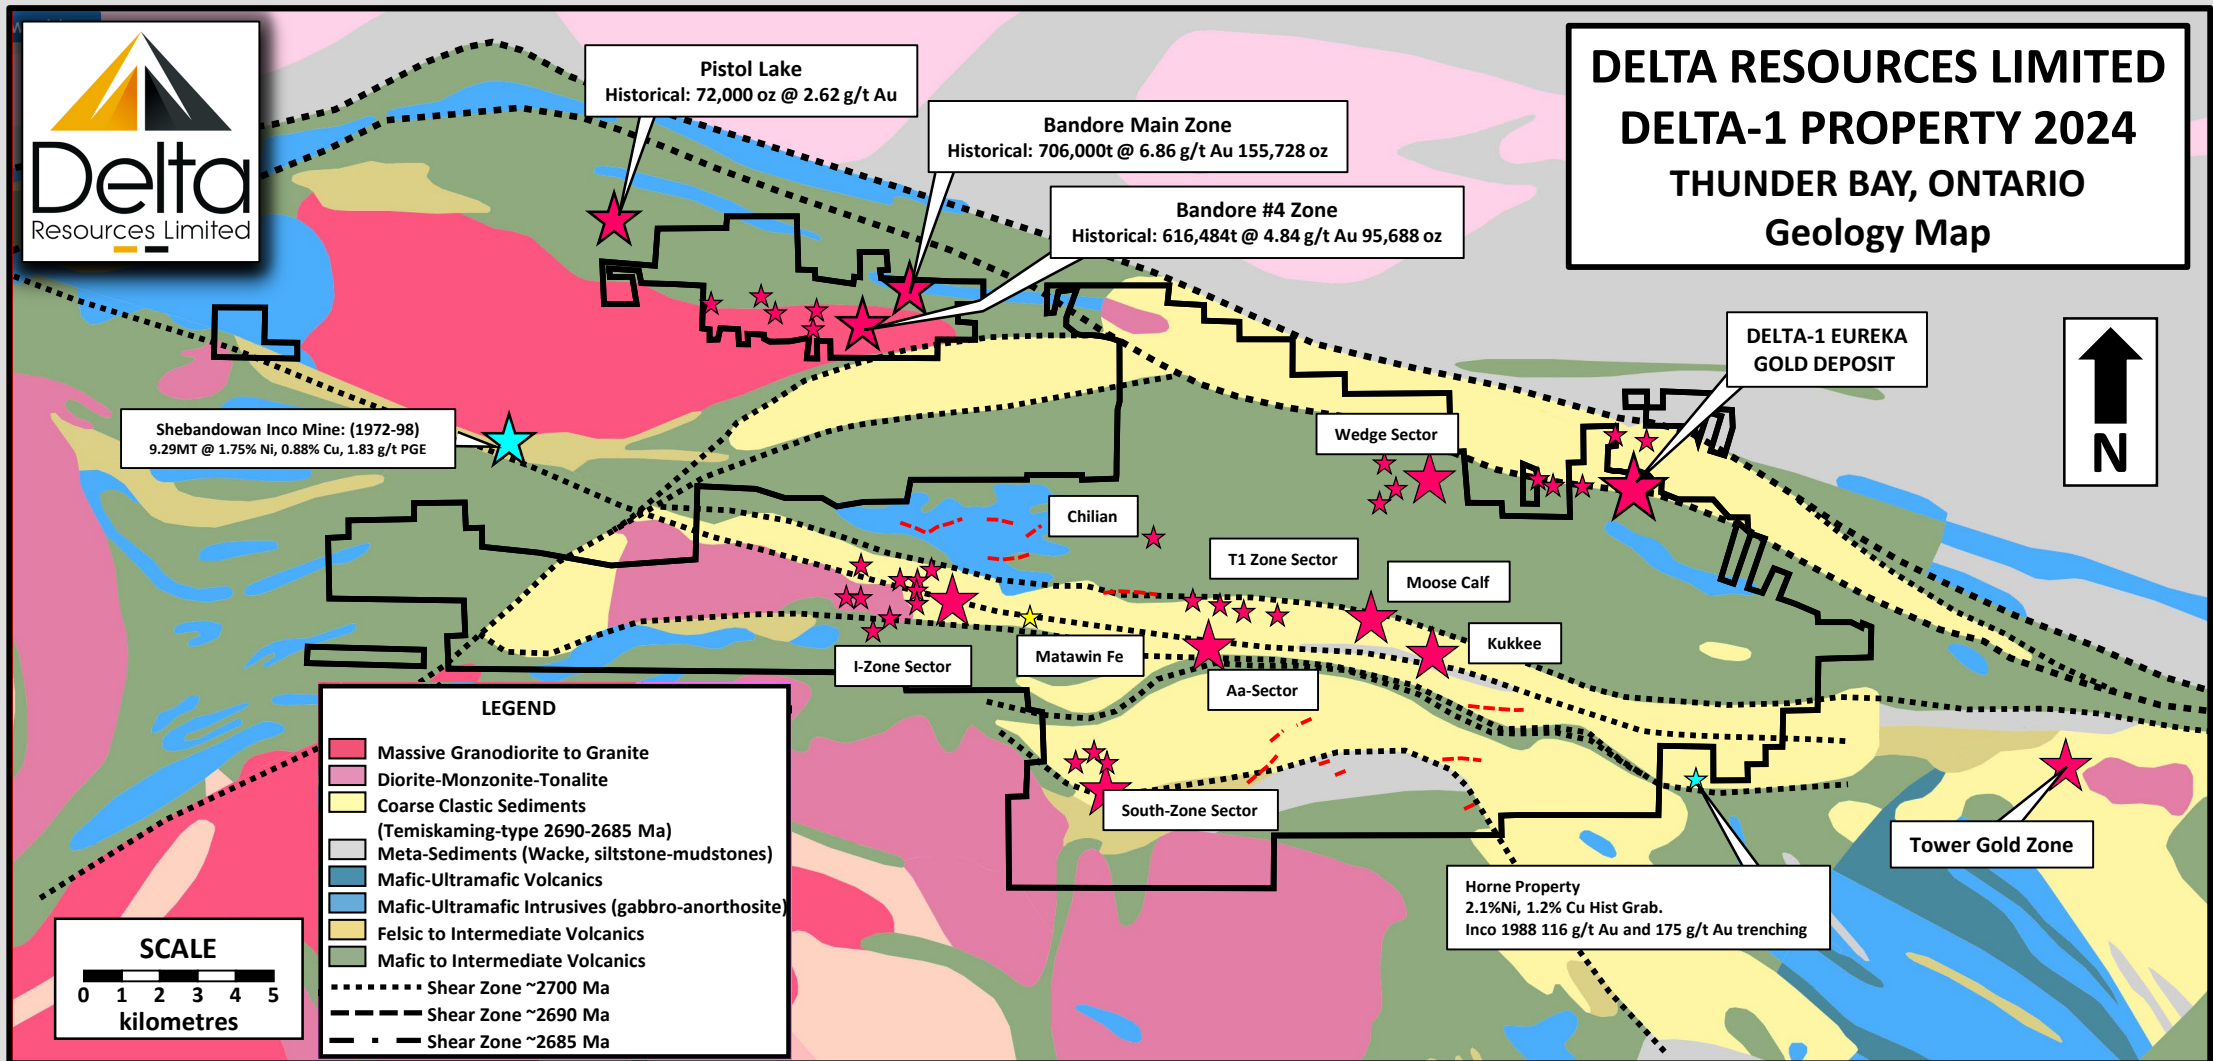 Delta
Resources Limited
Pistol Lake
Historical: 72,000 oz @ 2.62 g/t Au
Bandore Main Zone
Historical: 706,000t @ 6.86 g/t Au 155,728 oz
Bandore #4 Zone
Historical: 616,484t @ 4.84 g/t Au 95,688 oz
DELTA RESOURCES LIMITED
DELTA-1 PROPERTY 2024
THUNDER BAY, ONTARIO
Geology Map
DELTA-1 EUREKA
GOLD DEPOSIT
N
Shebandowan Inco Mine: (1972-98)
9.29MT @ 1.75% Ni, 0.88% Cu, 1.83 g/t PGE
Wedge Sector
Chilian
T1 Zone Sector
Moose Calf
Kukkee
Matawin Fe
I-Zone Sector
Aa-Sector
South-Zone Sector
Tower Gold Zone
Horne Property
2.1%Ni, 1.2% Cu Hist Grab.
Inco 1988 116 g/t Au and 175 g/t Au trenching
LEGEND
Massive Granodiorite to Granite
Diorite-Monzonite-Tonalite
Coarse Clastic Sediments
(Temiskaming-type 2690-2685 Ma)
Meta-Sediments (Wacke, siltstone-mudstones)
Mafic-Ultramafic Volcanics
Mafic-Ultramafic Intrusives (gabbro-anorthosite)
Felsic to Intermediate Volcanics
Mafic to Intermediate Volcanics
Shear Zone ~2700 Ma
Shear Zone ~2690 Ma
Shear Zone ~2685 Ma
SCALE
0 1 2 3 4 5
kilometres